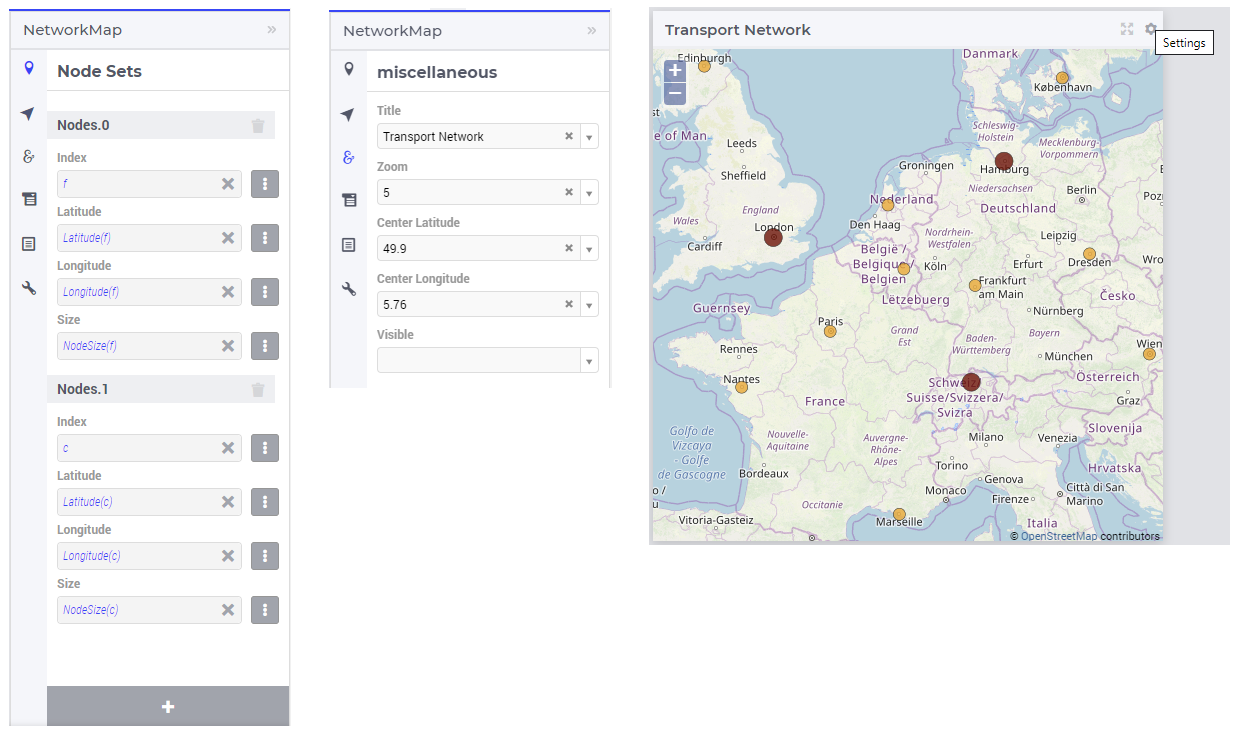 NetworkMap
»
Node Sets
Nodes.0
Index
f
Latitude
Latitude(f)
Longitude
Longitude(f)
Size
NodeSize(f)
Nodes.1
Index
c
Latitude
Latitude(c)
Longitude
Longitude(c)
Size
NodeSize(c)
+
NetworkMap
»
miscellaneous
Title
Transport Network
Zoom
5
Center Latitude
49.9
Center Longitude
5.76
Visible
Transport Network
Settings
+
−
Edinburgh
Danmark
København
e of Man
Leeds
Sheffield
Schleswig-
Holstein
Mecklenburg-
Vorpommern
Groningen
Hamburg
Niedersachsen
Berlin
Poz
Nederland
Deutschland
Wales
England
London
Den Haag
Cardiff
Nordrhein-
Westfalen
Leipzig
België /
Belgique /
Belgien
Köln
Erfurt
Dresden
Wro
Frankfurt
am Main
Lëtzebuerg
Česko
Guernsey
Nürnberg
Paris
Grand
Est
Bayern
Baden-
Württemberg
Rennes
München
Wien
Nantes
Schweiz/
Suisse/Svizzera/
Svizra
Österreich
France
Graz
Golfo de
Vizcaya
- Golfe
de Gascogne
Nouvelle-
Aquitaine
Auvergne-
Rhône-
Alpes
Milano
Venezia
Slovenija
Torino
Hrvatska
Bordeaux
Genova
Monaco
Città di San
Marino
Firenze
Occitanie
o /
u
Vitoria-Gasteiz
Marseille
Italia
© OpenStreetMap contributors